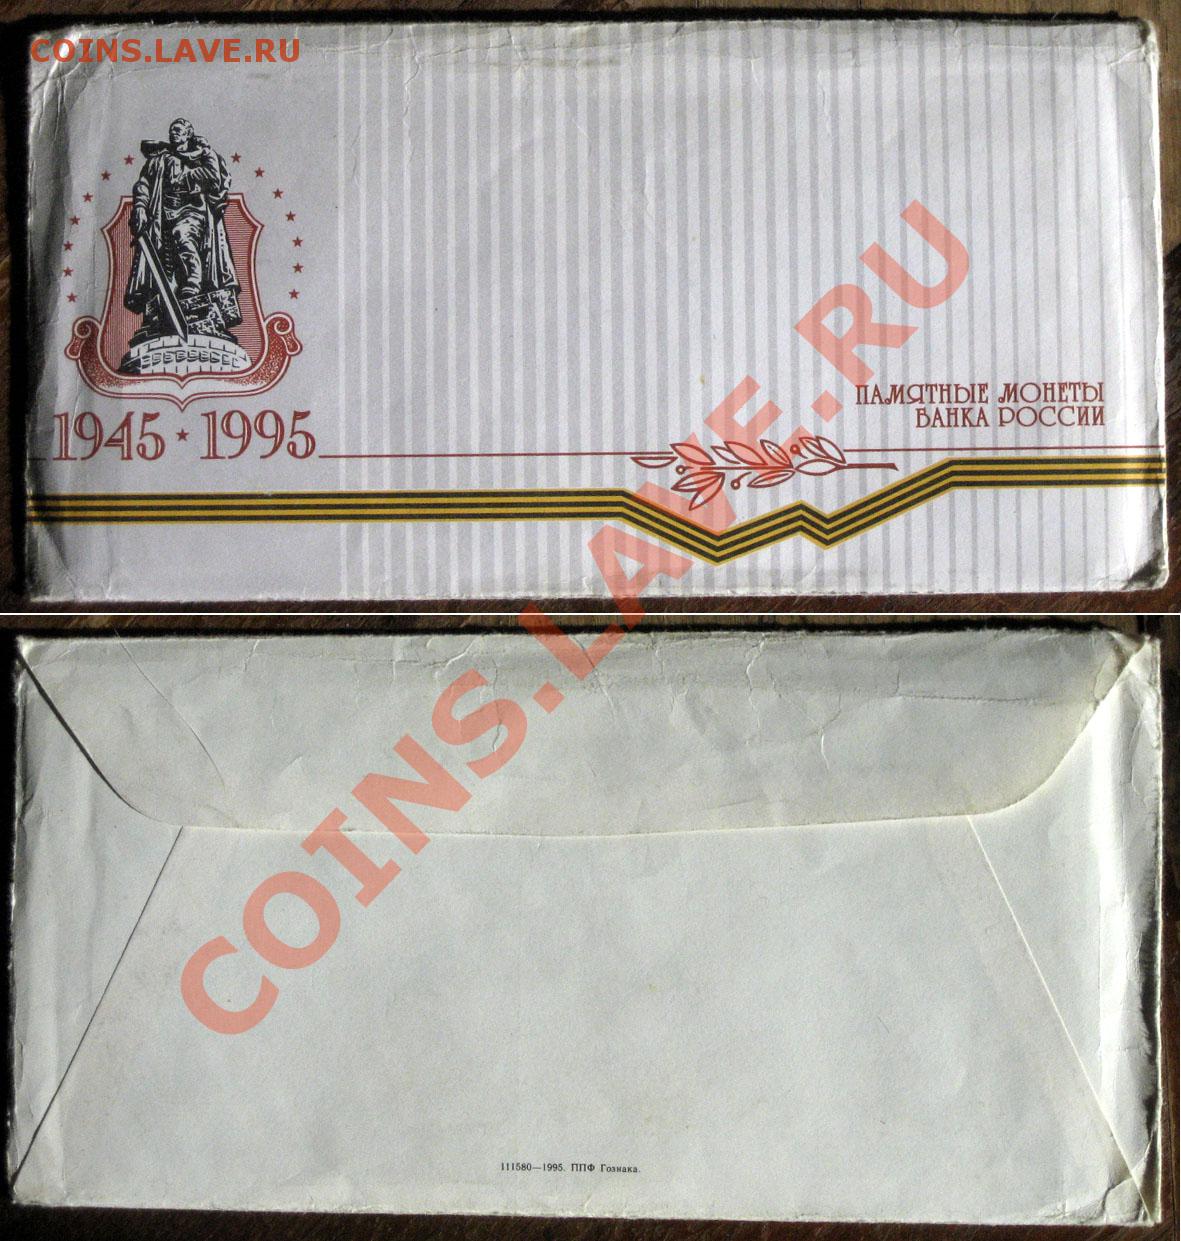 COINS.LAVE.RU
ПАМЯТНЫЕ МОНЕТЫ
БАНКА РОССИИ
1945 ★ 1995
COINS.LAVE.RU
111580—1995. ППФ Гознака.